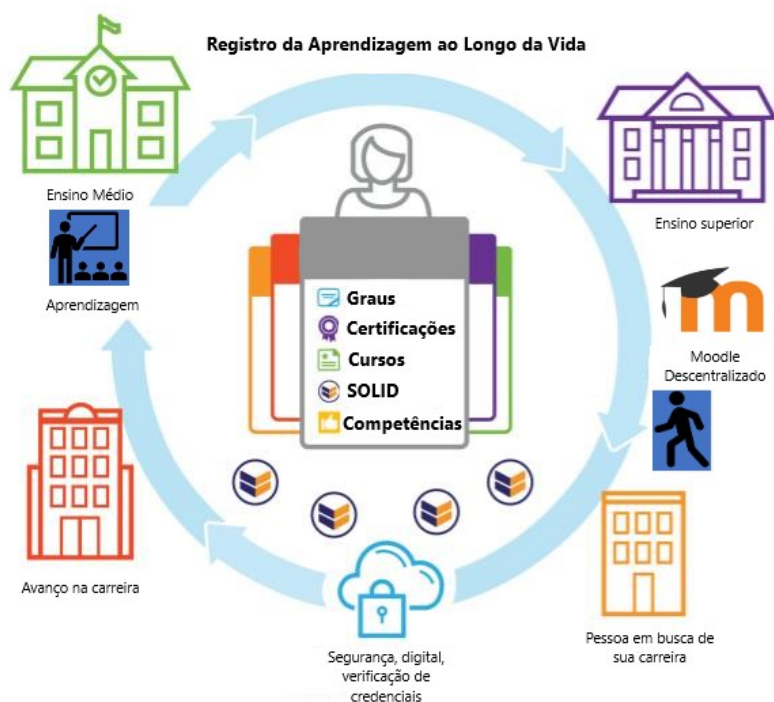 Registro da Aprendizagem ao Longo da Vida
Ensino Médio
Ensino superior
Aprendizagem
Graus
Certificações
Cursos
SOLID
Competências
m
Moodle
Descentralizado
Avanço na carreira
Pessoa em busca de
sua carreira
Segurança, digital,
verificação de
credenciais